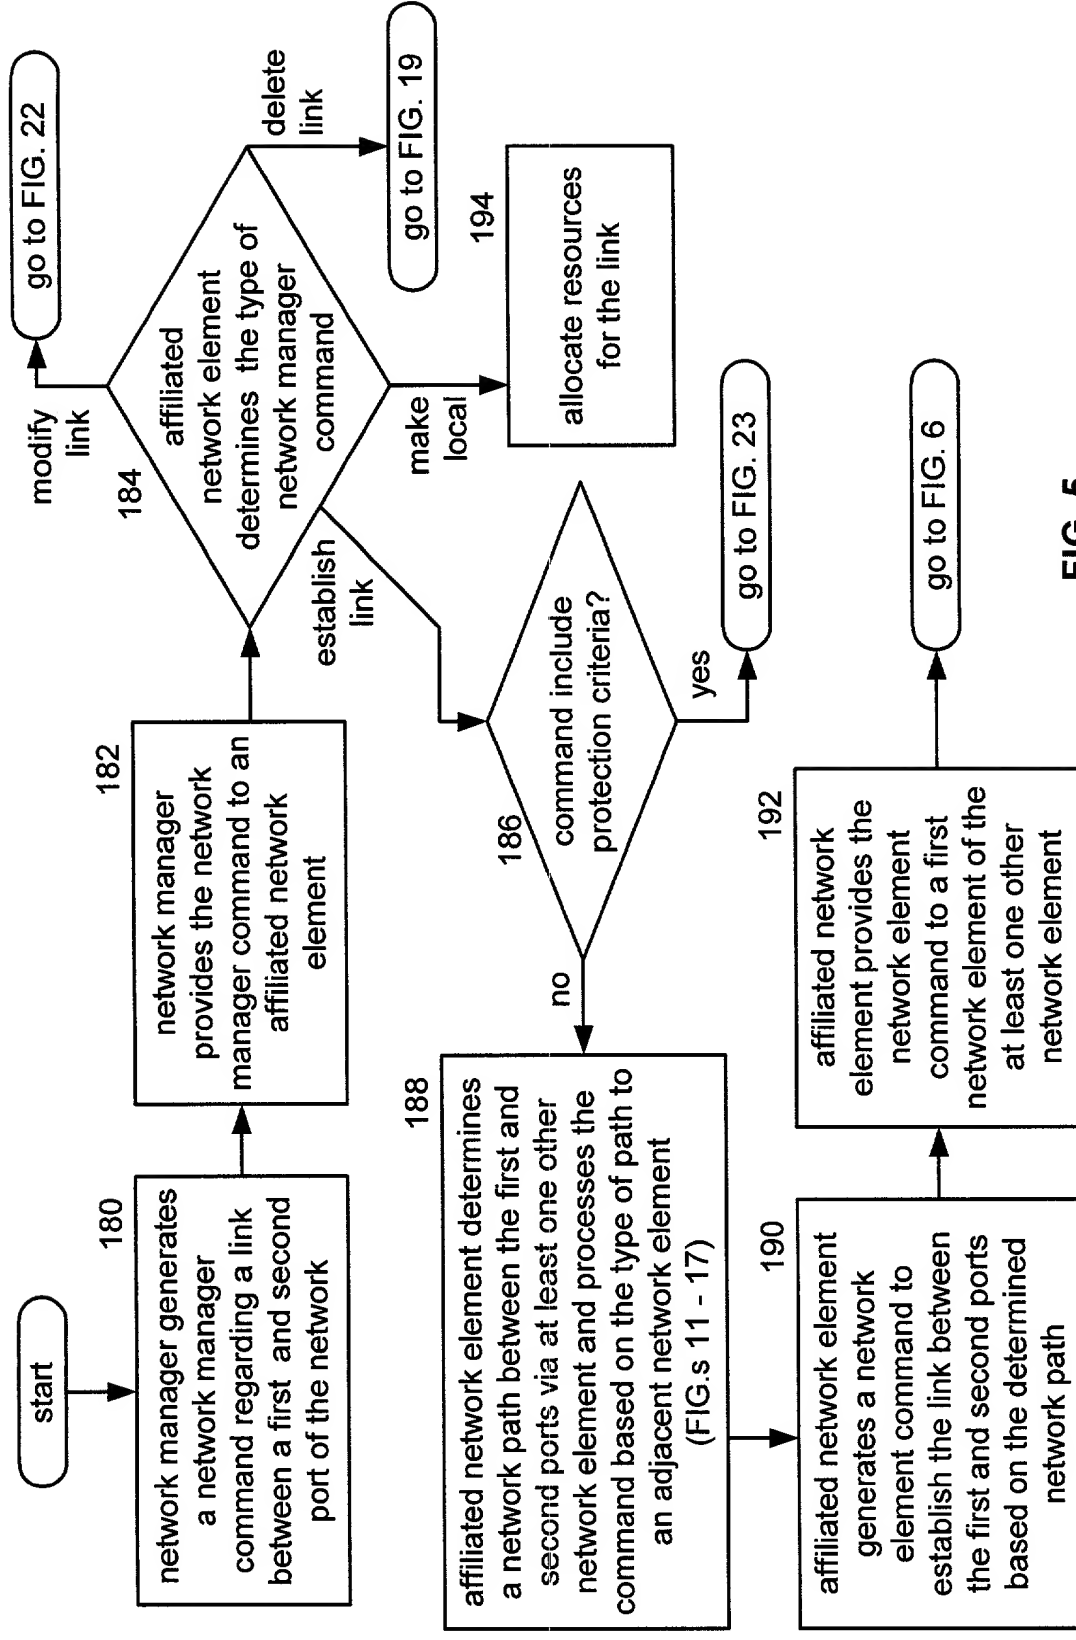 start
180
network manager generates
a network manager
command regarding a link
between a first and second
port of the network
182
network manager
provides the network
manager command to an
affiliated network
element
184
affiliated
network element
determines the type of
network manager
command
modify
link
go to FIG. 22
delete
link
go to FIG. 19
make
local
194
allocate resources
for the link
establish
link
186
command include
protection criteria?
yes
go to FIG. 23
no
188
affiliated network element determines
a network path between the first and
second ports via at least one other
network element and processes the
command based on the type of path to
an adjacent network element
(FIG.s 11 - 17)
190
affiliated network element
generates a network
element command to
establish the link between
the first and second ports
based on the determined
network path
192
affiliated network
element provides the
network element
command to a first
network element of the
at least one other
network element
go to FIG. 6
FIG. 5